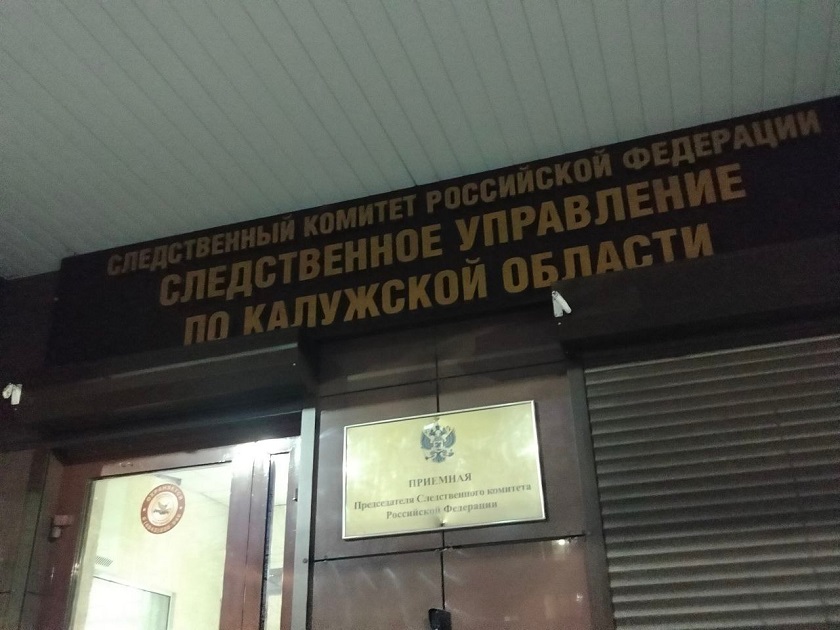 СЛЕДСТВЕННЫЙ КОМИТЕТ РОССИЙСКОЙ ФЕДЕРАЦИИ
СЛЕДСТВЕННОЕ УПРАВЛЕНИЕ
ПО КАЛУЖСКОЙ ОБЛАСТИ
ПРИЕМНАЯ
Председателя Следственного комитета
Российской Федерации